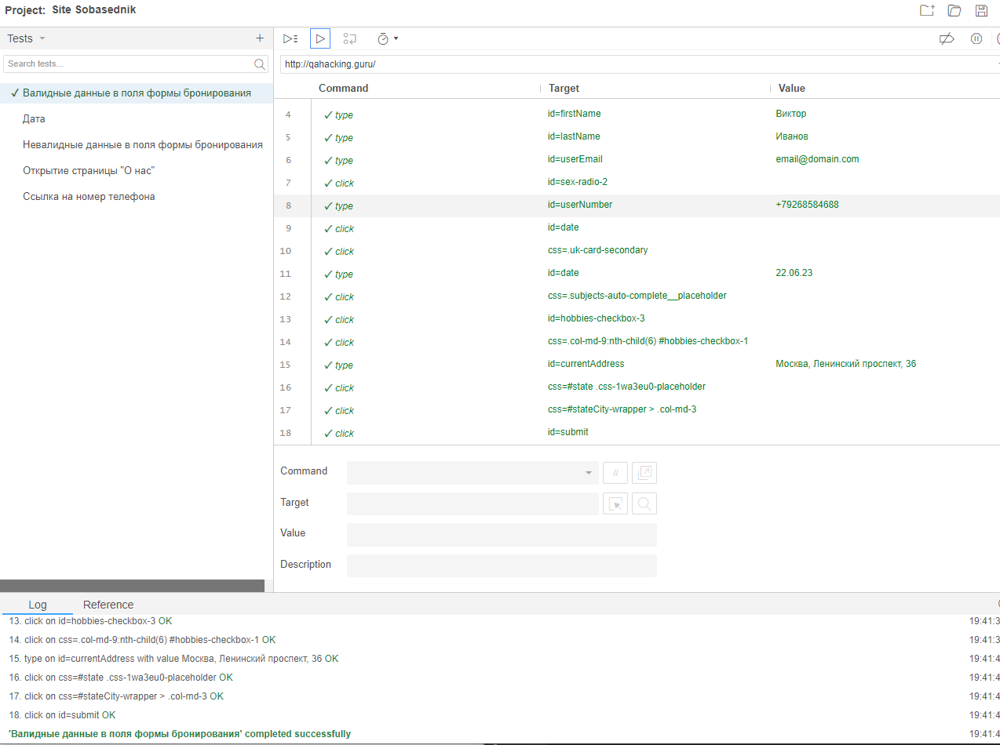 Project: Site Sobasednik
Tests
Search tests...
✓ Валидные данные в поля формы бронирования
Дата
Невалидные данные в поля формы бронирования
Открытие страницы "О нас"
Ссылка на номер телефона
http://qahacking.guru/
Command Target Value
4 ✓ type id=firstName Виктор
5 ✓ type id=lastName Иванов
6 ✓ type id=userEmail email@domain.com
7 ✓ click id=sex-radio-2
8 ✓ type id=userNumber +79268584688
9 ✓ click id=date
10 ✓ click css=.uk-card-secondary
11 ✓ type id=date 22.06.23
12 ✓ click css=.subjects-auto-complete__placeholder
13 ✓ click id=hobbies-checkbox-3
14 ✓ click css=.col-md-9:nth-child(6) #hobbies-checkbox-1
15 ✓ type id=currentAddress Москва, Ленинский проспект, 36
16 ✓ click css=#state .css-1wa3eu0-placeholder
17 ✓ click css=#stateCity-wrapper > .col-md-3
18 ✓ click id=submit
Command //
Target
Value
Description
Log Reference
13. click on id=hobbies-checkbox-3 OK 19:41:3
14. click on css=.col-md-9:nth-child(6) #hobbies-checkbox-1 OK 19:41:3
15. type on id=currentAddress with value Москва, Ленинский проспект, 36 OK 19:41:4
16. click on css=#state .css-1wa3eu0-placeholder OK 19:41:4
17. click on css=#stateCity-wrapper > .col-md-3 OK 19:41:4
18. click on id=submit OK 19:41:4
'Валидные данные в поля формы бронирования' completed successfully 19:41:4